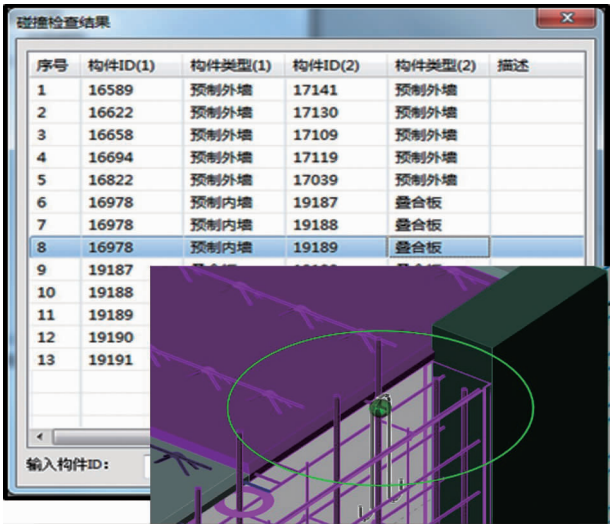 碰撞检查结果
序号 构件ID(1) 构件类型(1) 构件ID(2) 构件类型(2) 描述
1 16589 预制外墙 17141 预制外墙
2 16622 预制外墙 17130 预制外墙
3 16658 预制外墙 17109 预制外墙
4 16694 预制外墙 17119 预制外墙
5 16822 预制外墙 17039 预制外墙
6 16978 预制内墙 19187 叠合板
7 16978 预制内墙 19188 叠合板
8 16978 预制内墙 19189 叠合板
9 19187
10 19188
11 19189
12 19190
13 19191
输入构件ID：